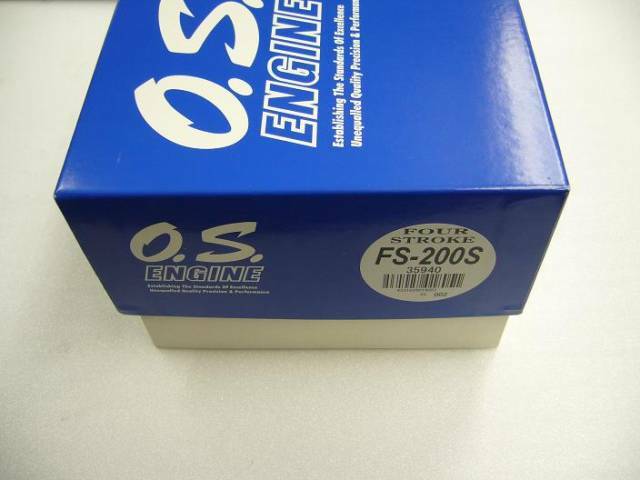 O.S.
ENGINE
Establishing The Standards Of Excellence
Unequalled Quality Precision & Performance
O.S.
ENGINE
Establishing The Standards Of Excellence
Unequalled Quality Precision & Performance
FOUR
STROKE
FS-200S
35940
002